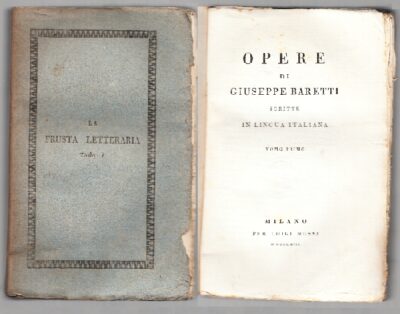 LA
FRUSTA LETTERARIA
OPERE
DI
GIUSEPPE BARETTI
SCRITTE
IN LINGUA ITALIANA
TOMO PRIMO
MILANO
PER LUIGI MUSSI